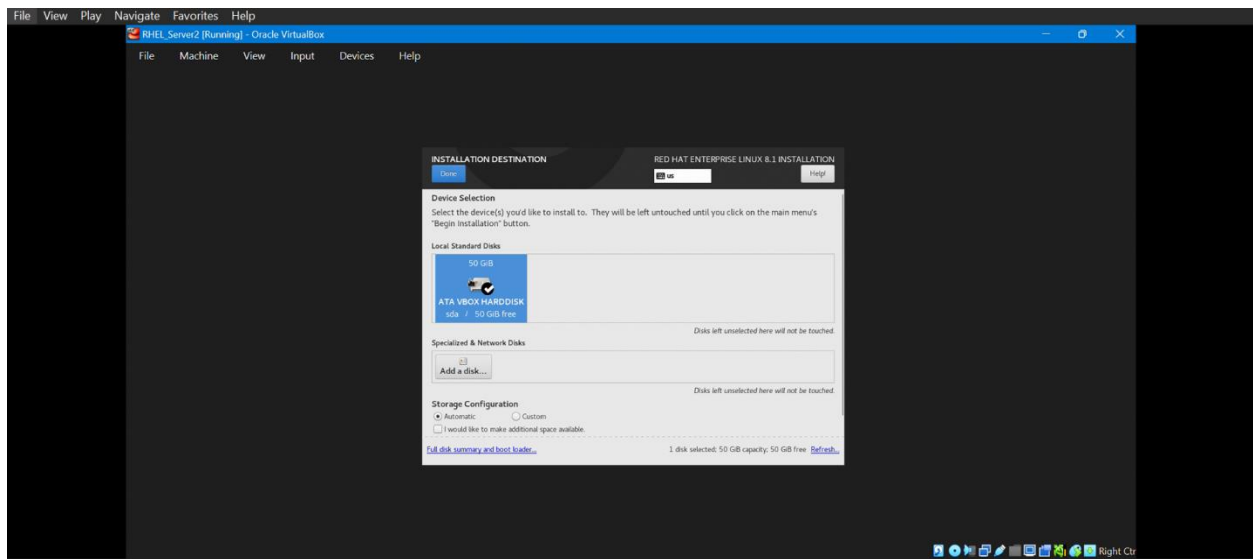 File View Play Navigate Favorites Help
RHEL_Server2 [Running] - Oracle VirtualBox
File Machine View Input Devices Help
INSTALLATION DESTINATION
RED HAT ENTERPRISE LINUX 8.1 INSTALLATION
Done
us
Help!
Device Selection
Select the device(s) you'd like to install to. They will be left untouched until you click on the main menu's
"Begin Installation" button.
Local Standard Disks
50 GiB
ATA VBOX HARDDISK
sda / 50 GiB free
Disks left unselected here will not be touched.
Specialized & Network Disks
Add a disk...
Disks left unselected here will not be touched.
Storage Configuration
Automatic Custom
I would like to make additional space available.
Full disk summary and boot loader...
1 disk selected; 50 GiB capacity; 50 GiB free Refresh...
Right Ctr